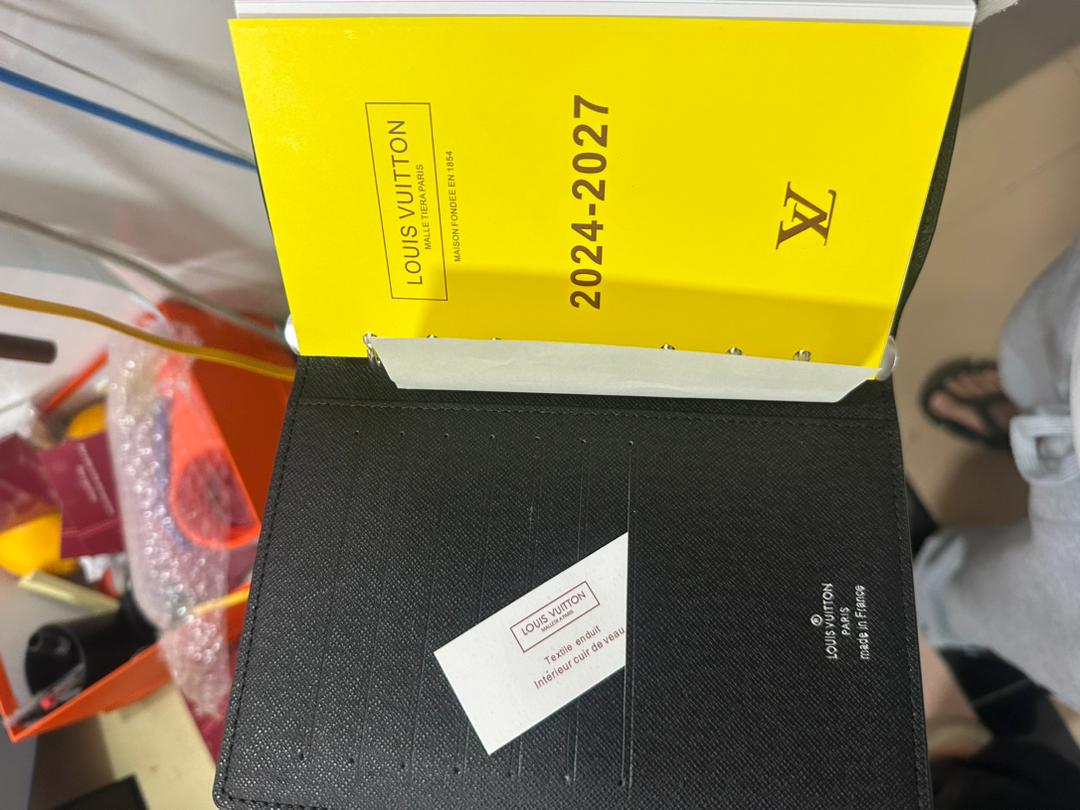 LOUIS VUITTON
MALLE TIERA PARIS
MAISON FONDEE EN 1854
2024-2027
LV
LOUIS VUITTON
MALLETIER A PARIS
Textile enduit
Intérieur cuir de veau
®
LOUIS VUITTON
PARIS
made in France